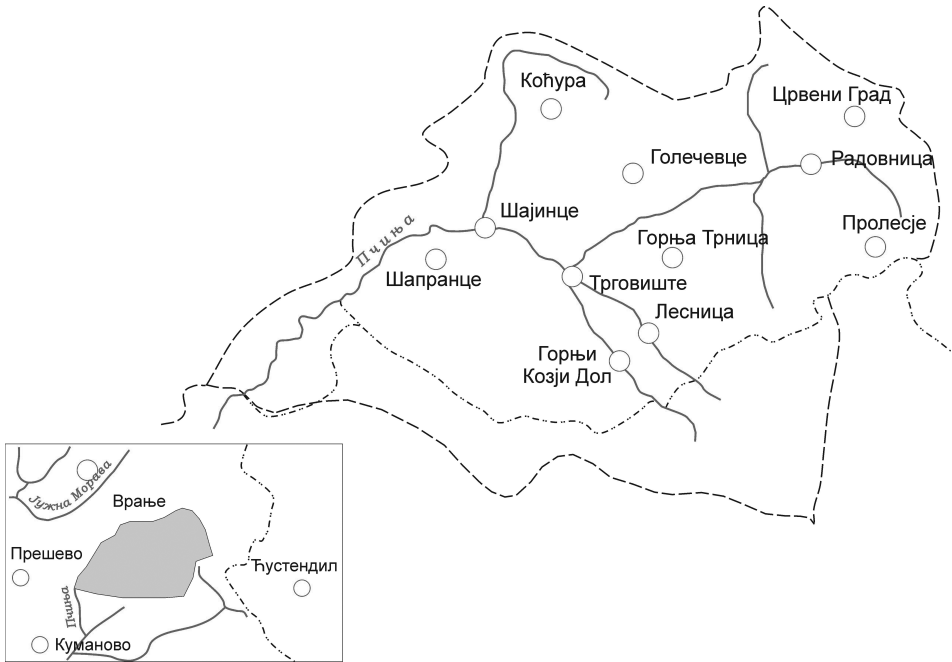 Коћура
Црвени Град
Голечевце
Радовница
Шајинце
Пчиња
Пролесје
Горња Трница
Шапранце
Трговиште
Лесница
Горњи
Козји Дол
Јужна Морава
Врање
Прешево
Ћустендил
Пчиња
Куманово